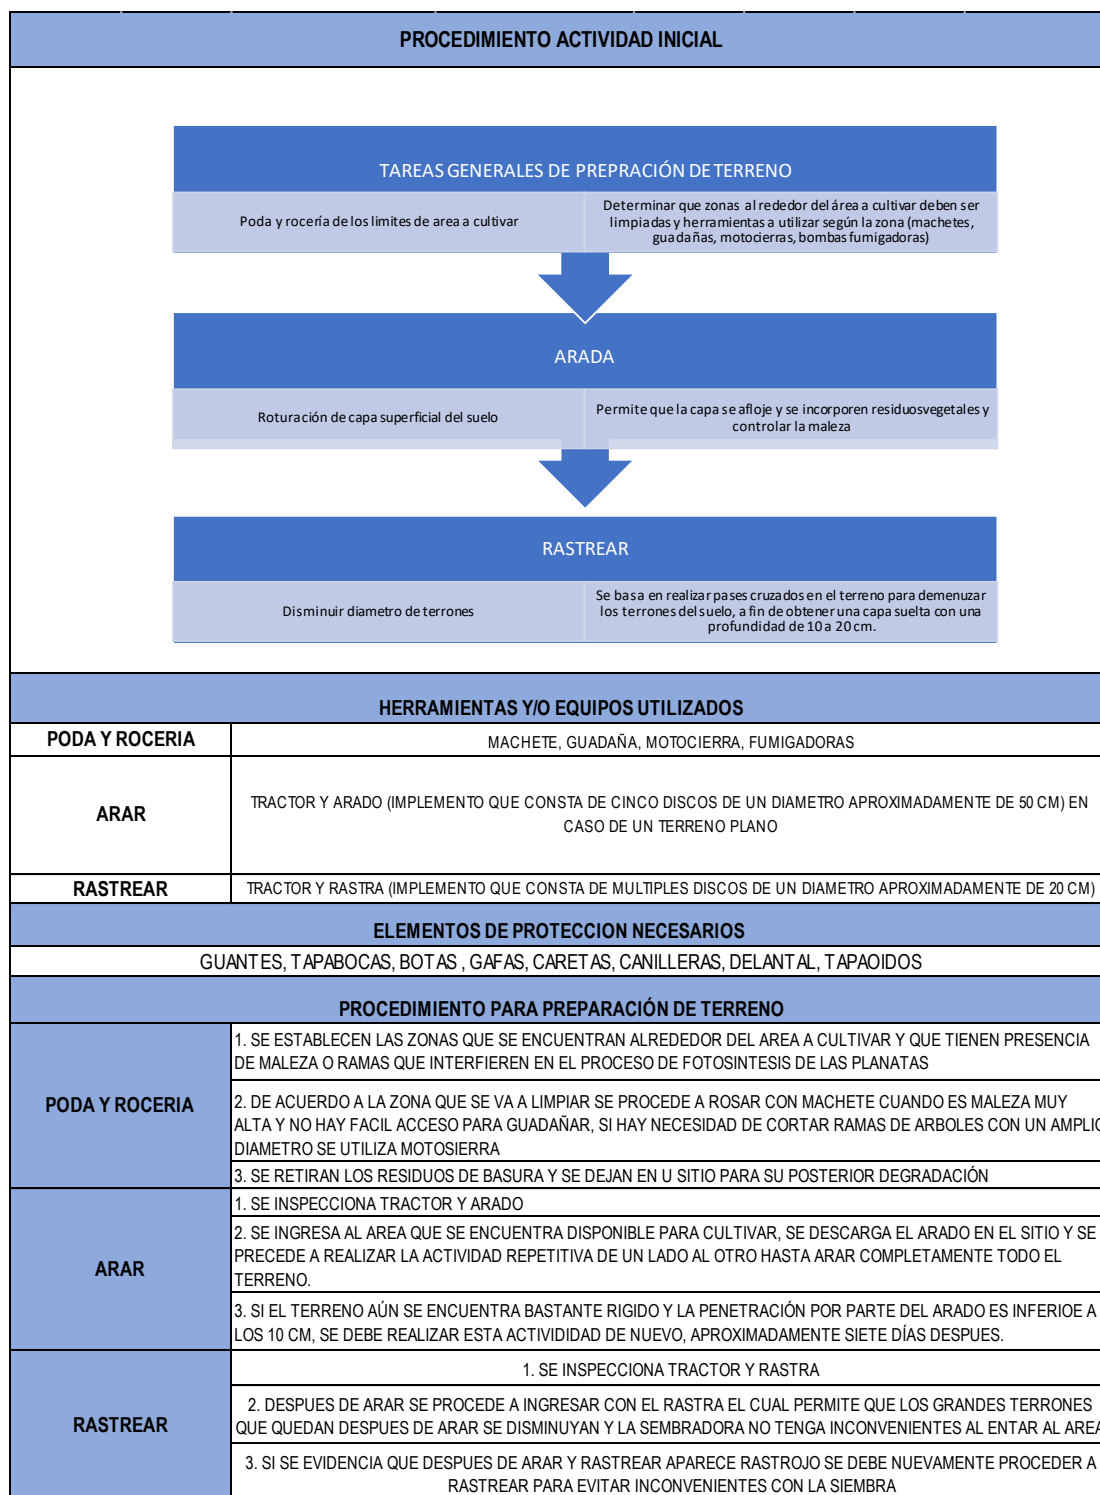 PROCEDIMIENTO ACTIVIDAD INICIAL
TAREAS GENERALES DE PREPRACIÓN DE TERRENO
Poda y rocería de los limites de area a cultivar
Determinar que zonas al rededor del área a cultivar deben ser
limpiadas y herramientas a utilizar según la zona (machetes,
guadañas, motocierras, bombas fumigadoras)
ARADA
Roturación de capa superficial del suelo
Permite que la capa se afloje y se incorporen residuosvegetales y
controlar la maleza
RASTREAR
Disminuir diametro de terrones
Se basa en realizar pases cruzados en el terreno para demenuzar
los terrones del suelo, a fin de obtener una capa suelta con una
profundidad de 10 a 20 cm.
HERRAMIENTAS Y/O EQUIPOS UTILIZADOS
PODA Y ROCERIA
MACHETE, GUADAÑA, MOTOCIERRA, FUMIGADORAS
ARAR
TRACTOR Y ARADO (IMPLEMENTO QUE CONSTA DE CINCO DISCOS DE UN DIAMETRO APROXIMADAMENTE DE 50 CM) EN
CASO DE UN TERRENO PLANO
RASTREAR
TRACTOR Y RASTRA (IMPLEMENTO QUE CONSTA DE MULTIPLES DISCOS DE UN DIAMETRO APROXIMADAMENTE DE 20 CM)
ELEMENTOS DE PROTECCION NECESARIOS
GUANTES, TAPABOCAS, BOTAS , GAFAS, CARETAS, CANILLERAS, DELANTAL, TAPAOIDOS
PROCEDIMIENTO PARA PREPARACIÓN DE TERRENO
PODA Y ROCERIA
1. SE ESTABLECEN LAS ZONAS QUE SE ENCUENTRAN ALREDEDOR DEL AREA A CULTIVAR Y QUE TIENEN PRESENCIA
DE MALEZA O RAMAS QUE INTERFIEREN EN EL PROCESO DE FOTOSINTESIS DE LAS PLANATAS
2. DE ACUERDO A LA ZONA QUE SE VA A LIMPIAR SE PROCEDE A ROSAR CON MACHETE CUANDO ES MALEZA MUY
ALTA Y NO HAY FACIL ACCESO PARA GUADAÑAR, SI HAY NECESIDAD DE CORTAR RAMAS DE ARBOLES CON UN AMPLIO
DIAMETRO SE UTILIZA MOTOSIERRA
3. SE RETIRAN LOS RESIDUOS DE BASURA Y SE DEJAN EN U SITIO PARA SU POSTERIOR DEGRADACIÓN
ARAR
1. SE INSPECCIONA TRACTOR Y ARADO
2. SE INGRESA AL AREA QUE SE ENCUENTRA DISPONIBLE PARA CULTIVAR, SE DESCARGA EL ARADO EN EL SITIO Y SE
PRECEDE A REALIZAR LA ACTIVIDAD REPETITIVA DE UN LADO AL OTRO HASTA ARAR COMPLETAMENTE TODO EL
TERRENO.
3. SI EL TERRENO AÚN SE ENCUENTRA BASTANTE RIGIDO Y LA PENETRACIÓN POR PARTE DEL ARADO ES INFERIOE A
LOS 10 CM, SE DEBE REALIZAR ESTA ACTIVIDIDAD DE NUEVO, APROXIMADAMENTE SIETE DÍAS DESPUES.
RASTREAR
1. SE INSPECCIONA TRACTOR Y RASTRA
2. DESPUES DE ARAR SE PROCEDE A INGRESAR CON EL RASTRA EL CUAL PERMITE QUE LOS GRANDES TERRONES
QUE QUEDAN DESPUES DE ARAR SE DISMINUYAN Y LA SEMBRADORA NO TENGA INCONVENIENTES AL ENTAR AL AREA
3. SI SE EVIDENCIA QUE DESPUES DE ARAR Y RASTREAR APARECE RASTROJO SE DEBE NUEVAMENTE PROCEDER A
RASTREAR PARA EVITAR INCONVENIENTES CON LA SIEMBRA